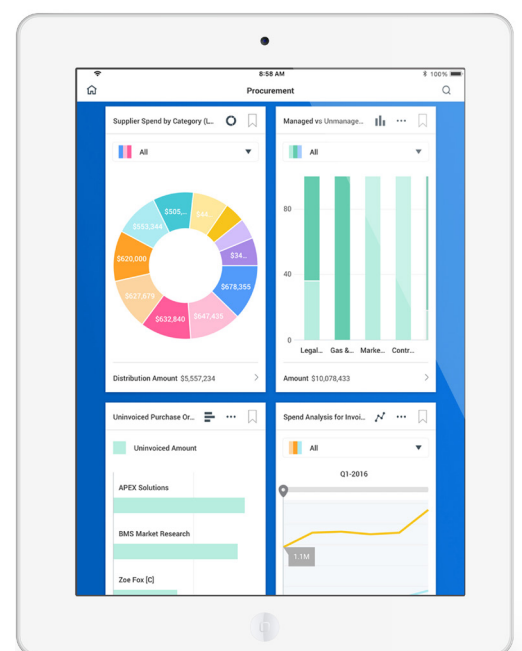 8:58 AM
100%
Procurement
Supplier Spend by Category (L...
All
$505,...
$553,344
$620,000
$627,679
$632,840
$647,435
$678,355
$34...
Distribution Amount $5,557,234
Managed vs Unmanage...
All
80
40
0
Legal... Gas &... Marke... Contr...
Amount $10,078,433
Uninvoiced Purchase Or...
Uninvoiced Amount
APEX Solutions
BMS Market Research
Zoe Fox [C]
Spend Analysis for Invoi...
All
Q1-2016
1.1M